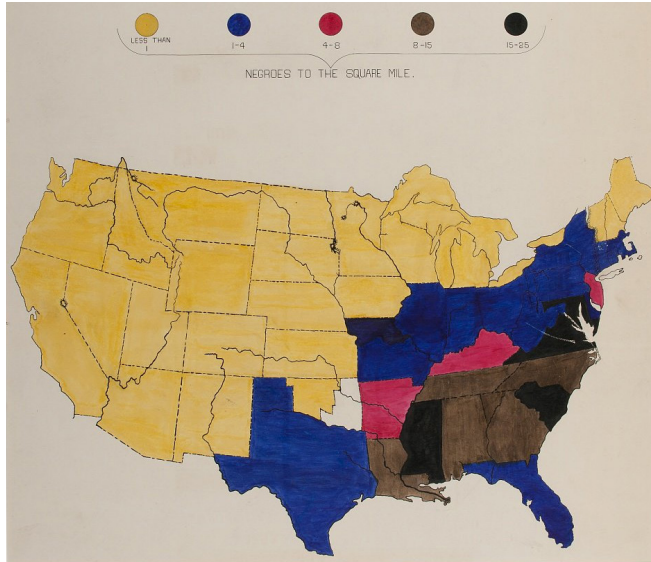 LESS THAN
1
1-4
4-8
8-15
15-25
NEGROES TO THE SQUARE MILE.